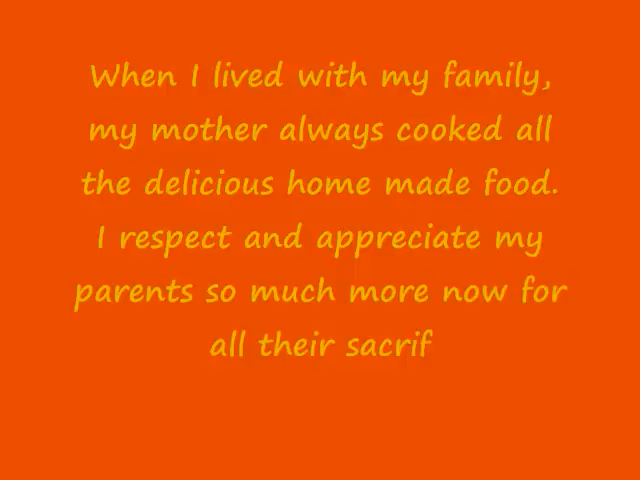 When I lived with my family,
my mother always cooked all
the delicious home made food.
I respect and appreciate my
parents so much more now for
all their sacrif